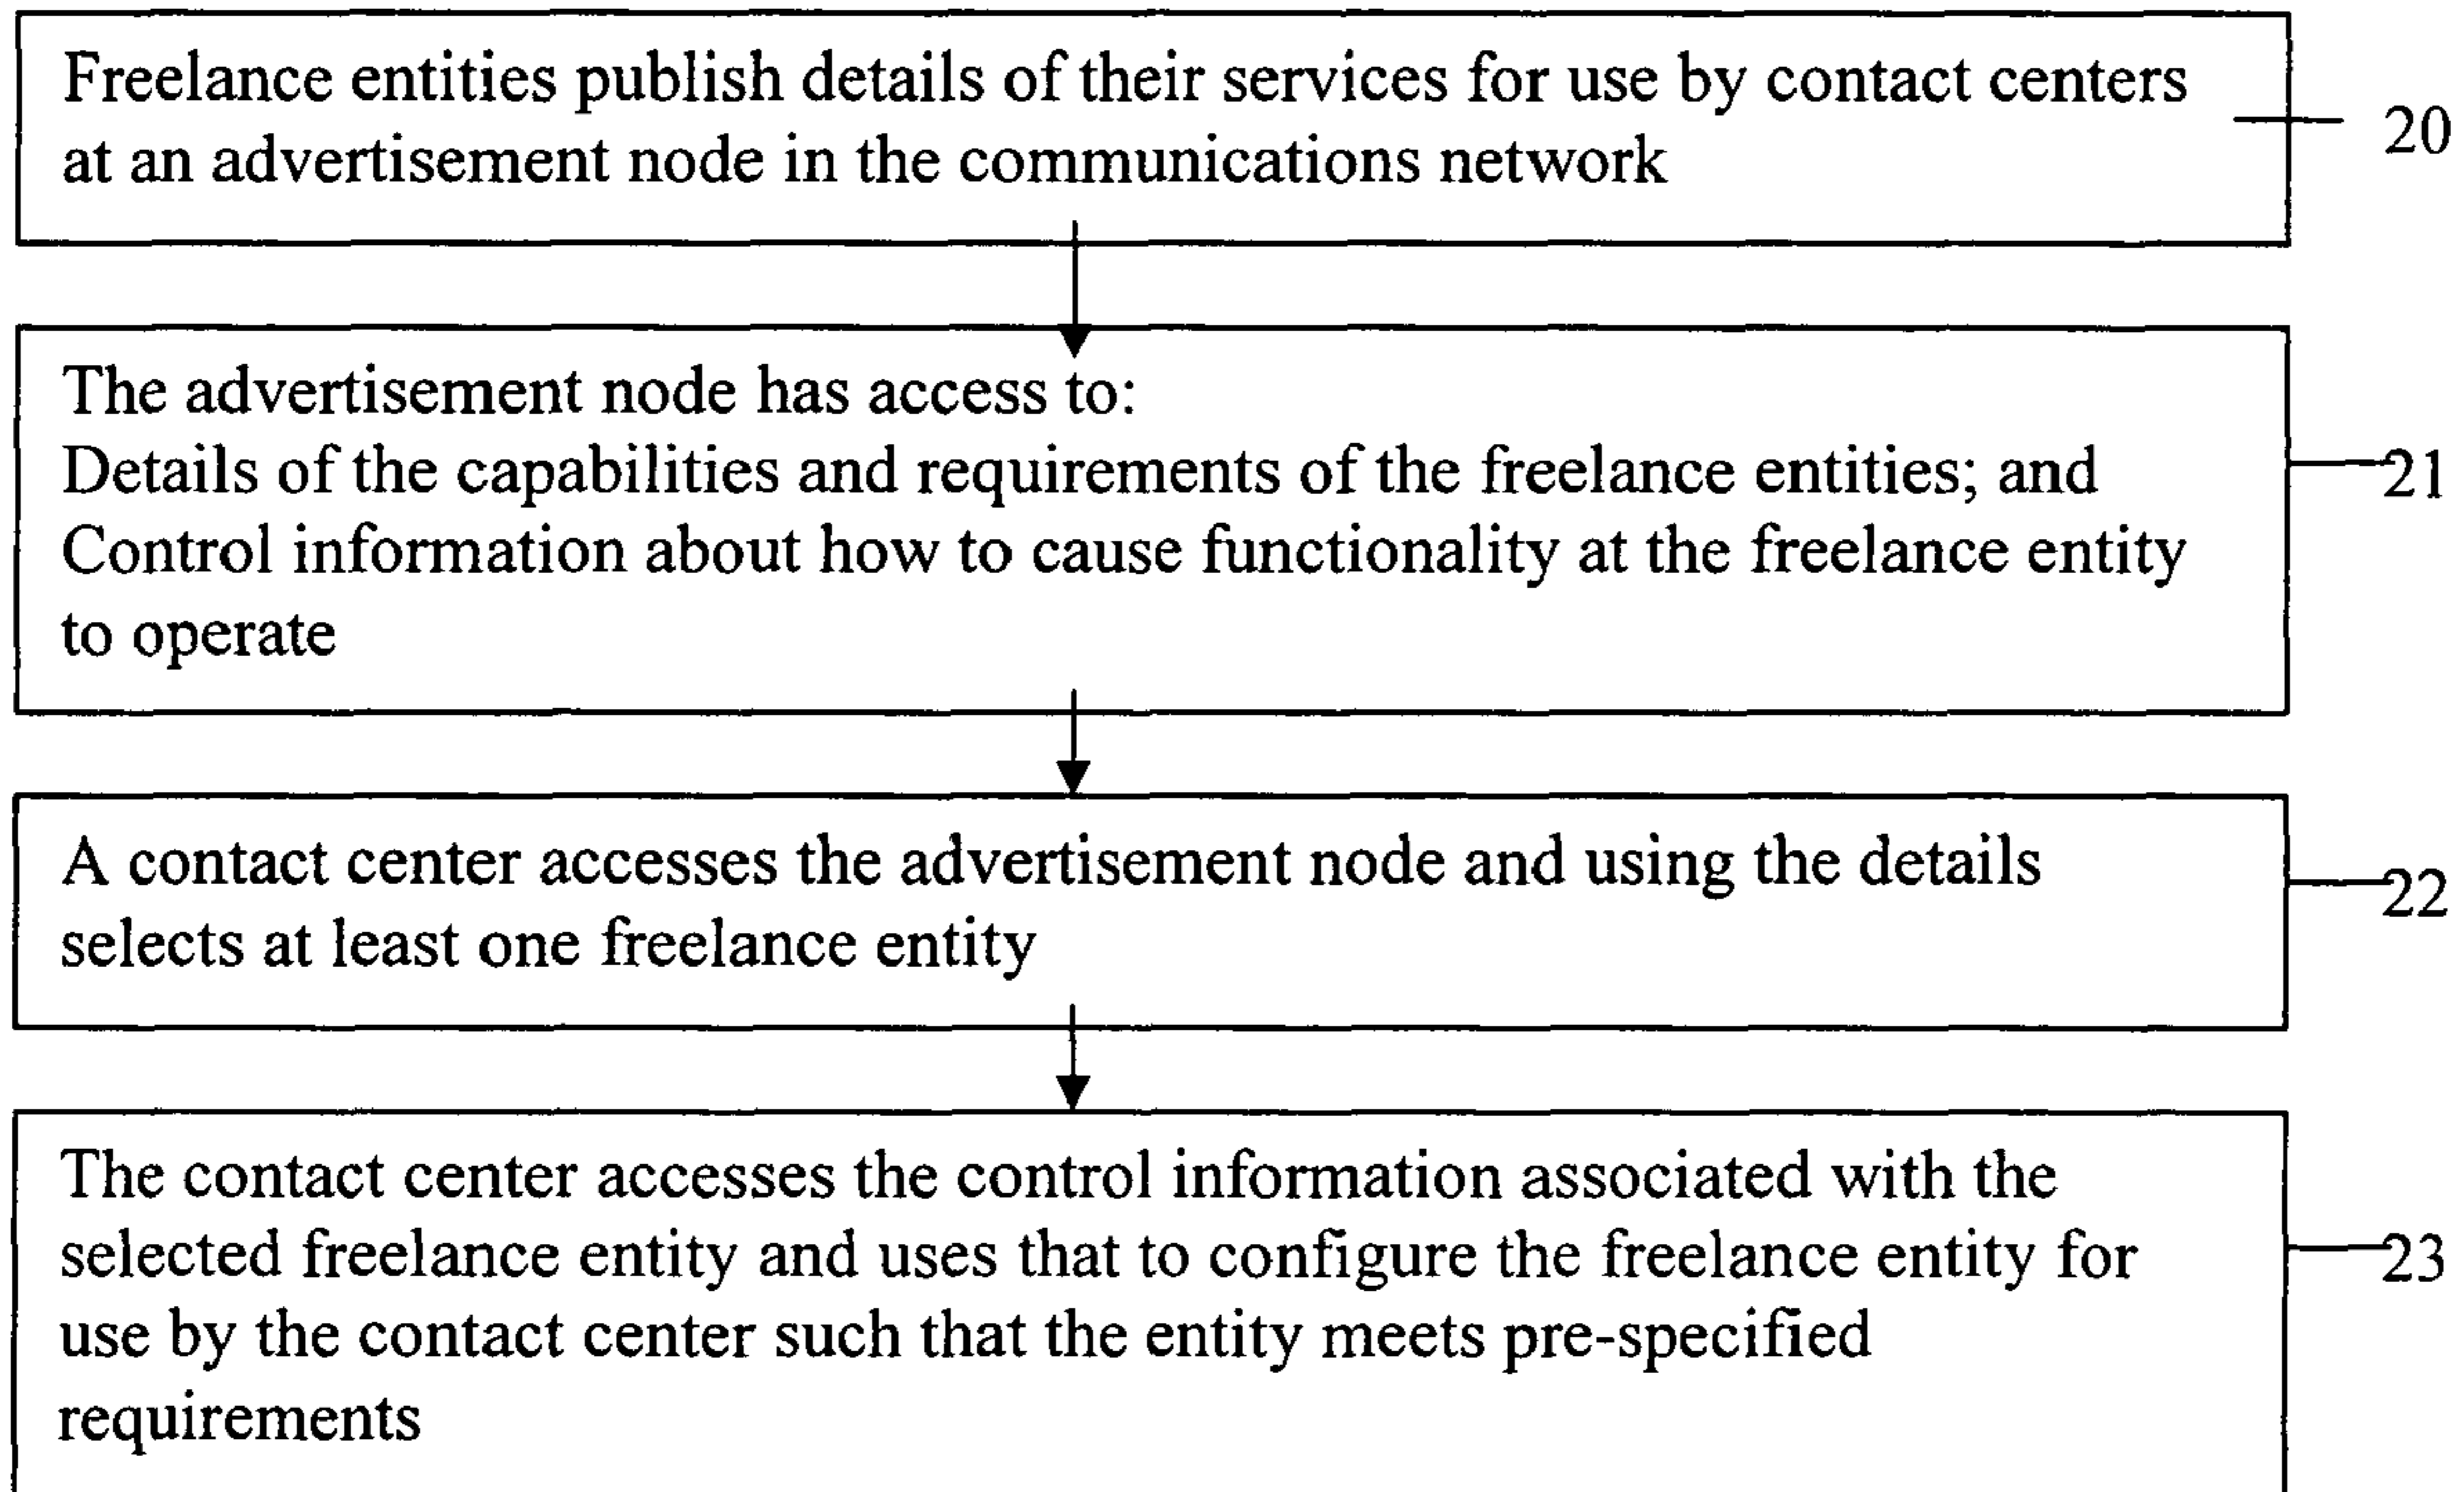 Freelance entities publish details of their services for use by contact centers
at an advertisement node in the communications network
20
The advertisement node has access to:
Details of the capabilities and requirements of the freelance entities; and
Control information about how to cause functionality at the freelance entity
to operate
21
A contact center accesses the advertisement node and using the details
selects at least one freelance entity
22
The contact center accesses the control information associated with the
selected freelance entity and uses that to configure the freelance entity for
use by the contact center such that the entity meets pre-specified
requirements
23